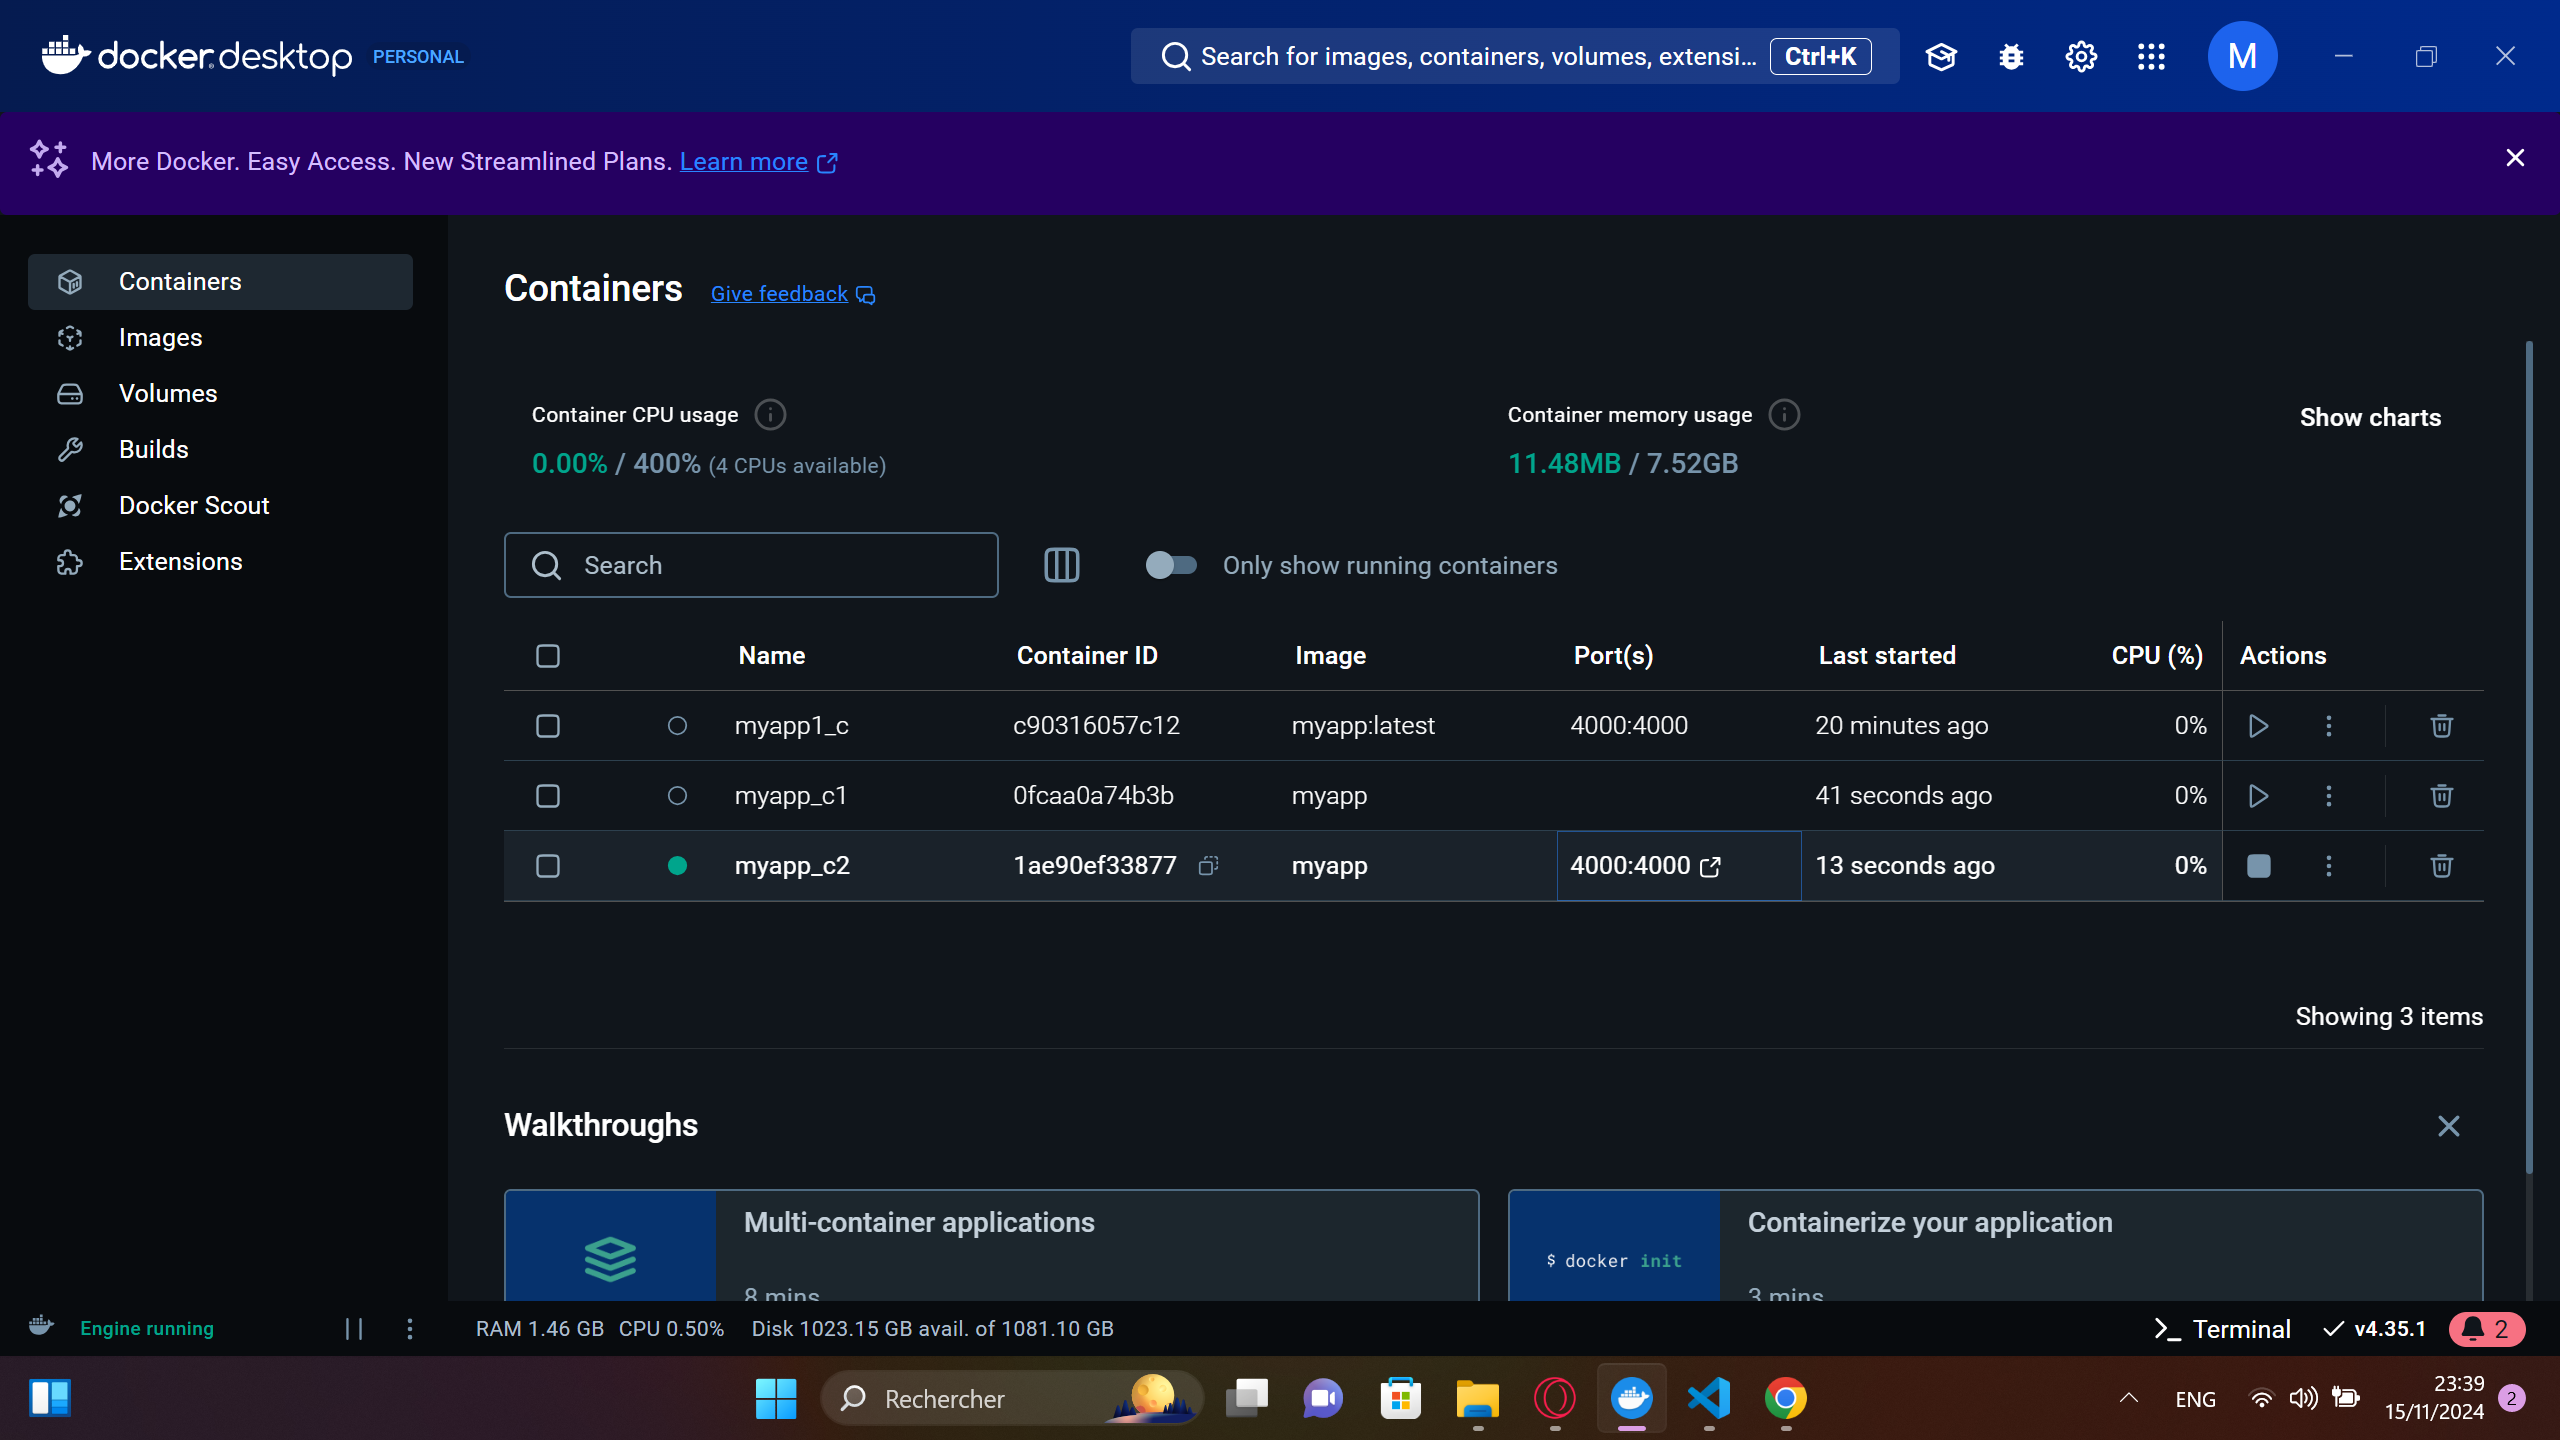 docker desktop PERSONAL
Search for images, containers, volumes, extensi... Ctrl+K
M
More Docker. Easy Access. New Streamlined Plans. Learn more
Containers
Images
Volumes
Builds
Docker Scout
Extensions
Containers Give feedback
Container CPU usage
0.00% / 400% (4 CPUs available)
Container memory usage
11.48MB / 7.52GB
Show charts
Search
Only show running containers
Name Container ID Image Port(s) Last started CPU (%) Actions
myapp1_c c90316057c12 myapp:latest 4000:4000 20 minutes ago 0%
myapp_c1 0fcaa0a74b3b myapp 41 seconds ago 0%
myapp_c2 1ae90ef33877 myapp 4000:4000 13 seconds ago 0%
Showing 3 items
Walkthroughs
Multi-container applications
8 mins
$ docker init
Containerize your application
3 mins
Engine running
RAM 1.46 GB CPU 0.50% Disk 1023.15 GB avail. of 1081.10 GB
Terminal v4.35.1 2
Rechercher
ENG
23:39
15/11/2024
2